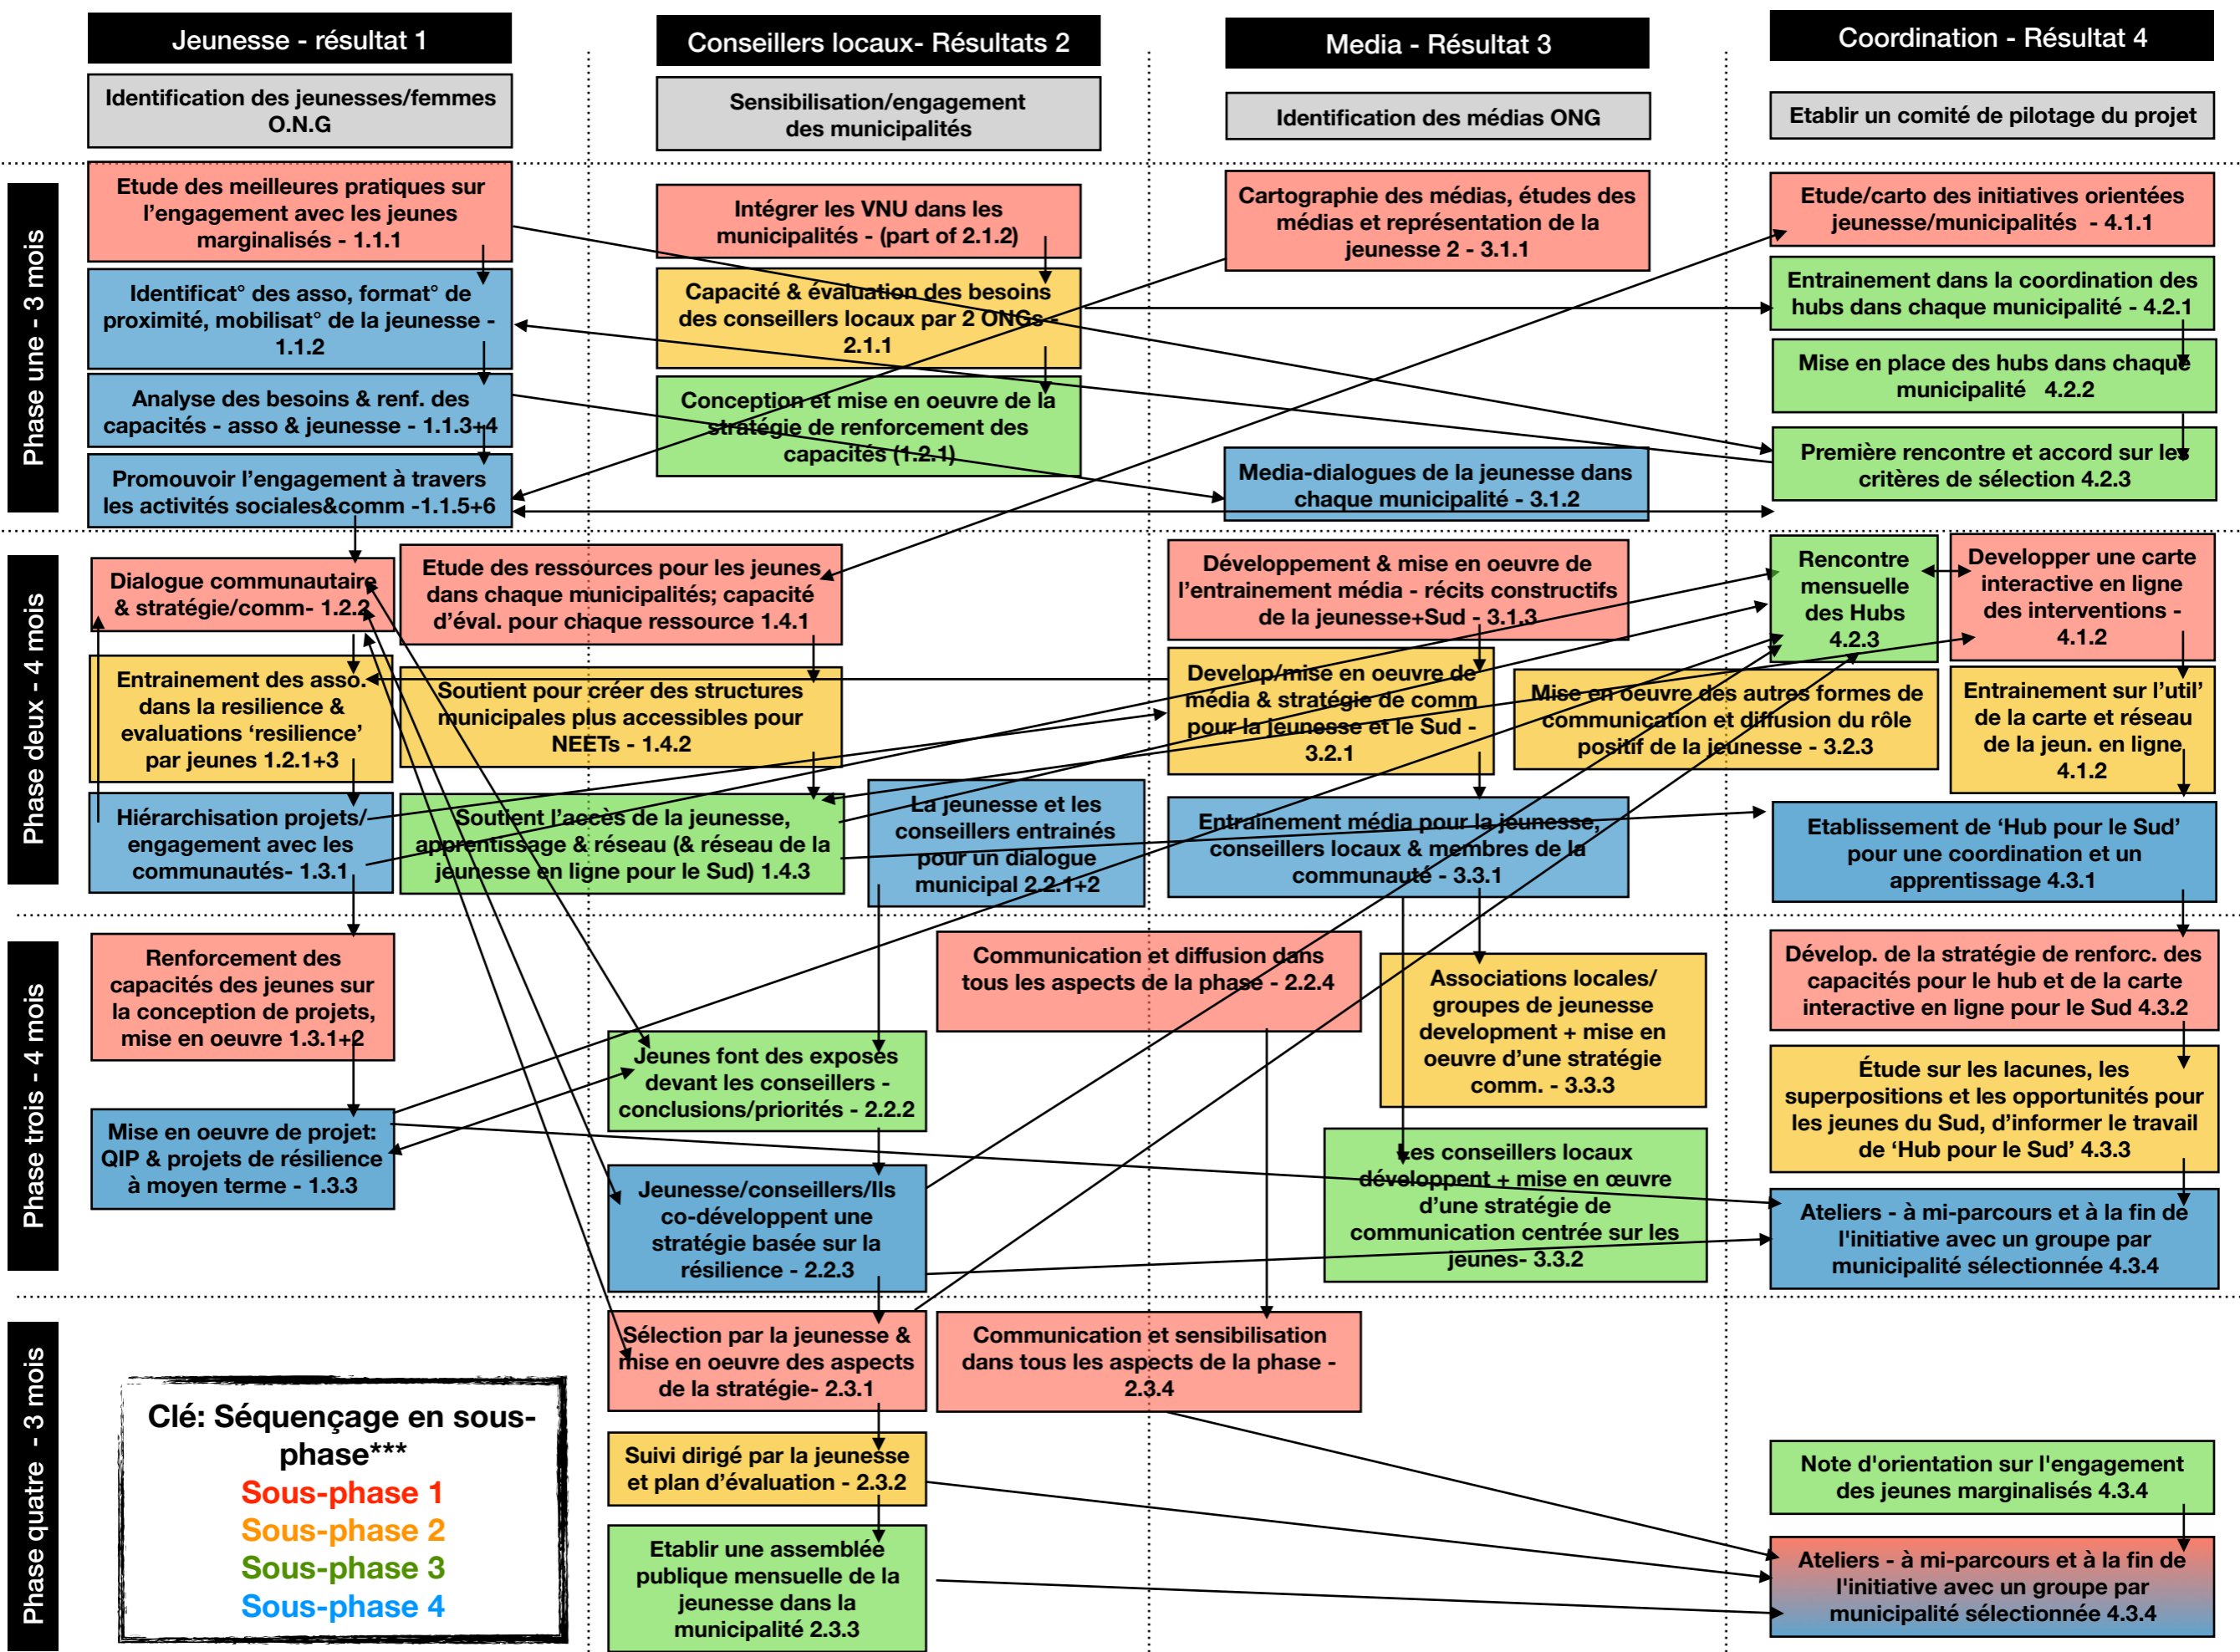 Jeunesse - résultat 1
Conseillers locaux- Résultats 2
Media - Résultat 3
Coordination - Résultat 4
Identification des jeunesses/femmes
O.N.G
Sensibilisation/engagement
des municipalités
Identification des médias ONG
Etablir un comité de pilotage du projet
Phase une - 3 mois
Etude des meilleures pratiques sur
l'engagement avec les jeunes
marginalisés - 1.1.1
Identificat° des asso, format° de
proximité, mobilisat° de la jeunesse -
1.1.2
Analyse des besoins & renf. des
capacités - asso & jeunesse - 1.1.3+4
Promouvoir l'engagement à travers
les activités sociales&comm -1.1.5+6
Intégrer les VNU dans les
municipalités - (part of 2.1.2)
Capacité & évaluation des besoins
des conseillers locaux par 2 ONGs -
2.1.1
Conception et mise en oeuvre de la
stratégie de renforcement des
capacités (1.2.1)
Cartographie des médias, études des
médias et représentation de la
jeunesse 2 - 3.1.1
Media-dialogues de la jeunesse dans
chaque municipalité - 3.1.2
Etude/carto des initiatives orientées
jeunesse/municipalités - 4.1.1
Entrainement dans la coordination des
hubs dans chaque municipalité - 4.2.1
Mise en place des hubs dans chaque
municipalité 4.2.2
Première rencontre et accord sur les
critères de sélection 4.2.3
Phase deux - 4 mois
Dialogue communautaire
& stratégie/comm- 1.2.2
Entrainement des asso.
dans la resilience &
evaluations 'resilience'
par jeunes 1.2.1+3
Hiérarchisation projets/
engagement avec les
communautés- 1.3.1
Etude des ressources pour les jeunes
dans chaque municipalités; capacité
d'éval. pour chaque ressource 1.4.1
Soutient pour créer des structures
municipales plus accessibles pour
NEETs - 1.4.2
Soutient l'accès de la jeunesse,
apprentissage & réseau (& réseau de la
jeunesse en ligne pour le Sud) 1.4.3
La jeunesse et les
conseillers entrainés
pour un dialogue
municipal 2.2.1+2
Développement & mise en oeuvre de
l'entrainement média - récits constructifs
de la jeunesse+Sud - 3.1.3
Develop/mise en oeuvre de
média & stratégie de comm
pour la jeunesse et le Sud -
3.2.1
Mise en oeuvre des autres formes de
communication et diffusion du rôle
positif de la jeunesse - 3.2.3
Entrainement média pour la jeunesse,
conseillers locaux & membres de la
communauté - 3.3.1
Rencontre
mensuelle
des Hubs
4.2.3
Developper une carte
interactive en ligne
des interventions -
4.1.2
Entrainement sur l'util'
de la carte et réseau
de la jeun. en ligne
4.1.2
Etablissement de 'Hub pour le Sud'
pour une coordination et un
apprentissage 4.3.1
Phase trois - 4 mois
Renforcement des
capacités des jeunes sur
la conception de projets,
mise en oeuvre 1.3.1+2
Mise en oeuvre de projet:
QIP & projets de résilience
à moyen terme - 1.3.3
Jeunes font des exposés
devant les conseillers -
conclusions/priorités - 2.2.2
Jeunesse/conseillers/Ils
co-développent une
stratégie basée sur la
résilience - 2.2.3
Communication et diffusion dans
tous les aspects de la phase - 2.2.4
Associations locales/
groupes de jeunesse
development + mise en
oeuvre d'une stratégie
comm. - 3.3.3
Les conseillers locaux
développent + mise en œuvre
d'une stratégie de
communication centrée sur les
jeunes- 3.3.2
Dévelop. de la stratégie de renforc. des
capacités pour le hub et de la carte
interactive en ligne pour le Sud 4.3.2
Étude sur les lacunes, les
superpositions et les opportunités pour
les jeunes du Sud, d'informer le travail
de 'Hub pour le Sud' 4.3.3
Ateliers - à mi-parcours et à la fin de
l'initiative avec un groupe par
municipalité sélectionnée 4.3.4
Phase quatre - 3 mois
Clé: Séquençage en sous-
phase***
Sous-phase 1
Sous-phase 2
Sous-phase 3
Sous-phase 4
Sélection par la jeunesse &
mise en oeuvre des aspects
de la stratégie- 2.3.1
Suivi dirigé par la jeunesse
et plan d'évaluation - 2.3.2
Etablir une assemblée
publique mensuelle de la
jeunesse dans la
municipalité 2.3.3
Communication et sensibilisation
dans tous les aspects de la phase -
2.3.4
Note d'orientation sur l'engagement
des jeunes marginalisés 4.3.4
Ateliers - à mi-parcours et à la fin de
l'initiative avec un groupe par
municipalité sélectionnée 4.3.4